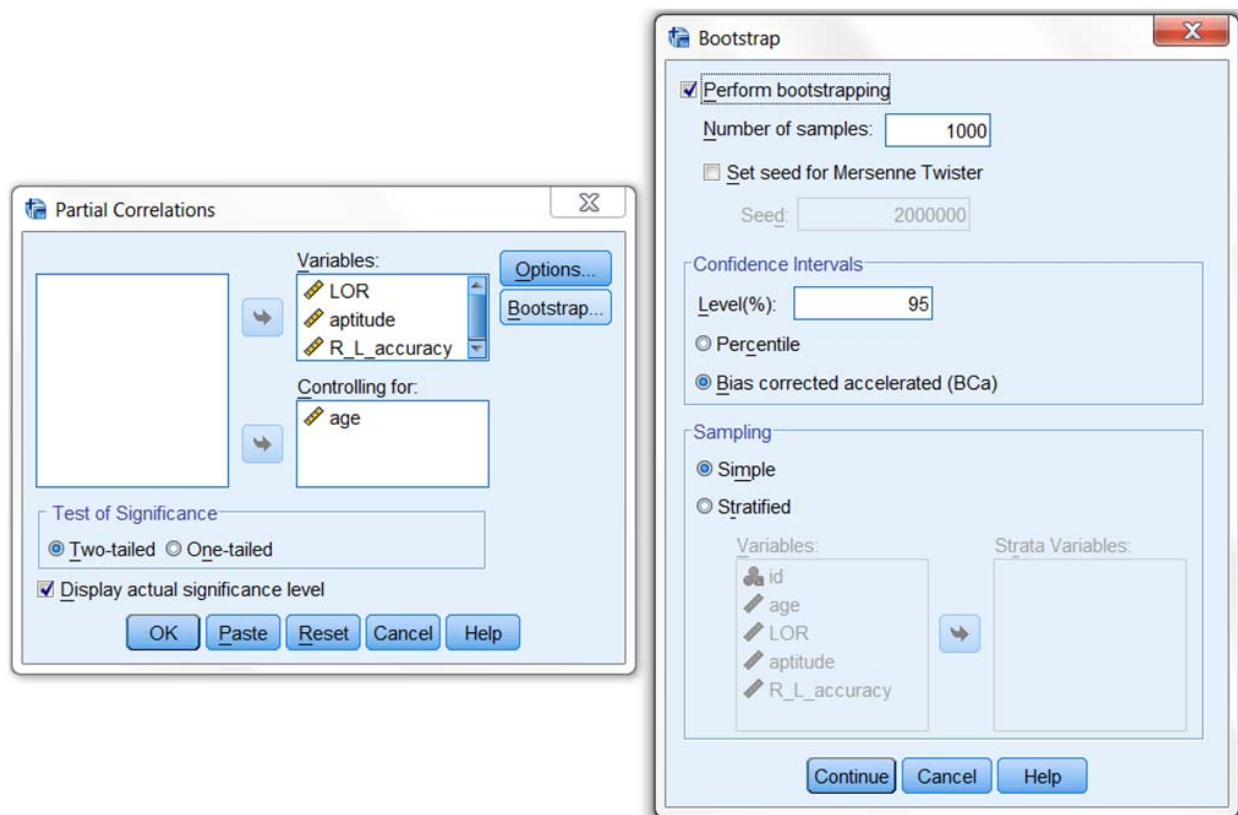 Partial Correlations
Variables:
LOR
aptitude
R_L_accuracy
Options...
Bootstrap...
Controlling for:
age
Test of Significance
Two-tailed One-tailed
Display actual significance level
OK Paste Reset Cancel Help
Bootstrap
Perform bootstrapping
Number of samples: 1000
Set seed for Mersenne Twister
Seed: 2000000
Confidence Intervals
Level(%): 95
Percentile
Bias corrected accelerated (BCa)
Sampling
Simple
Stratified
Variables: Strata Variables:
id
age
LOR
aptitude
R_L_accuracy
Continue Cancel Help